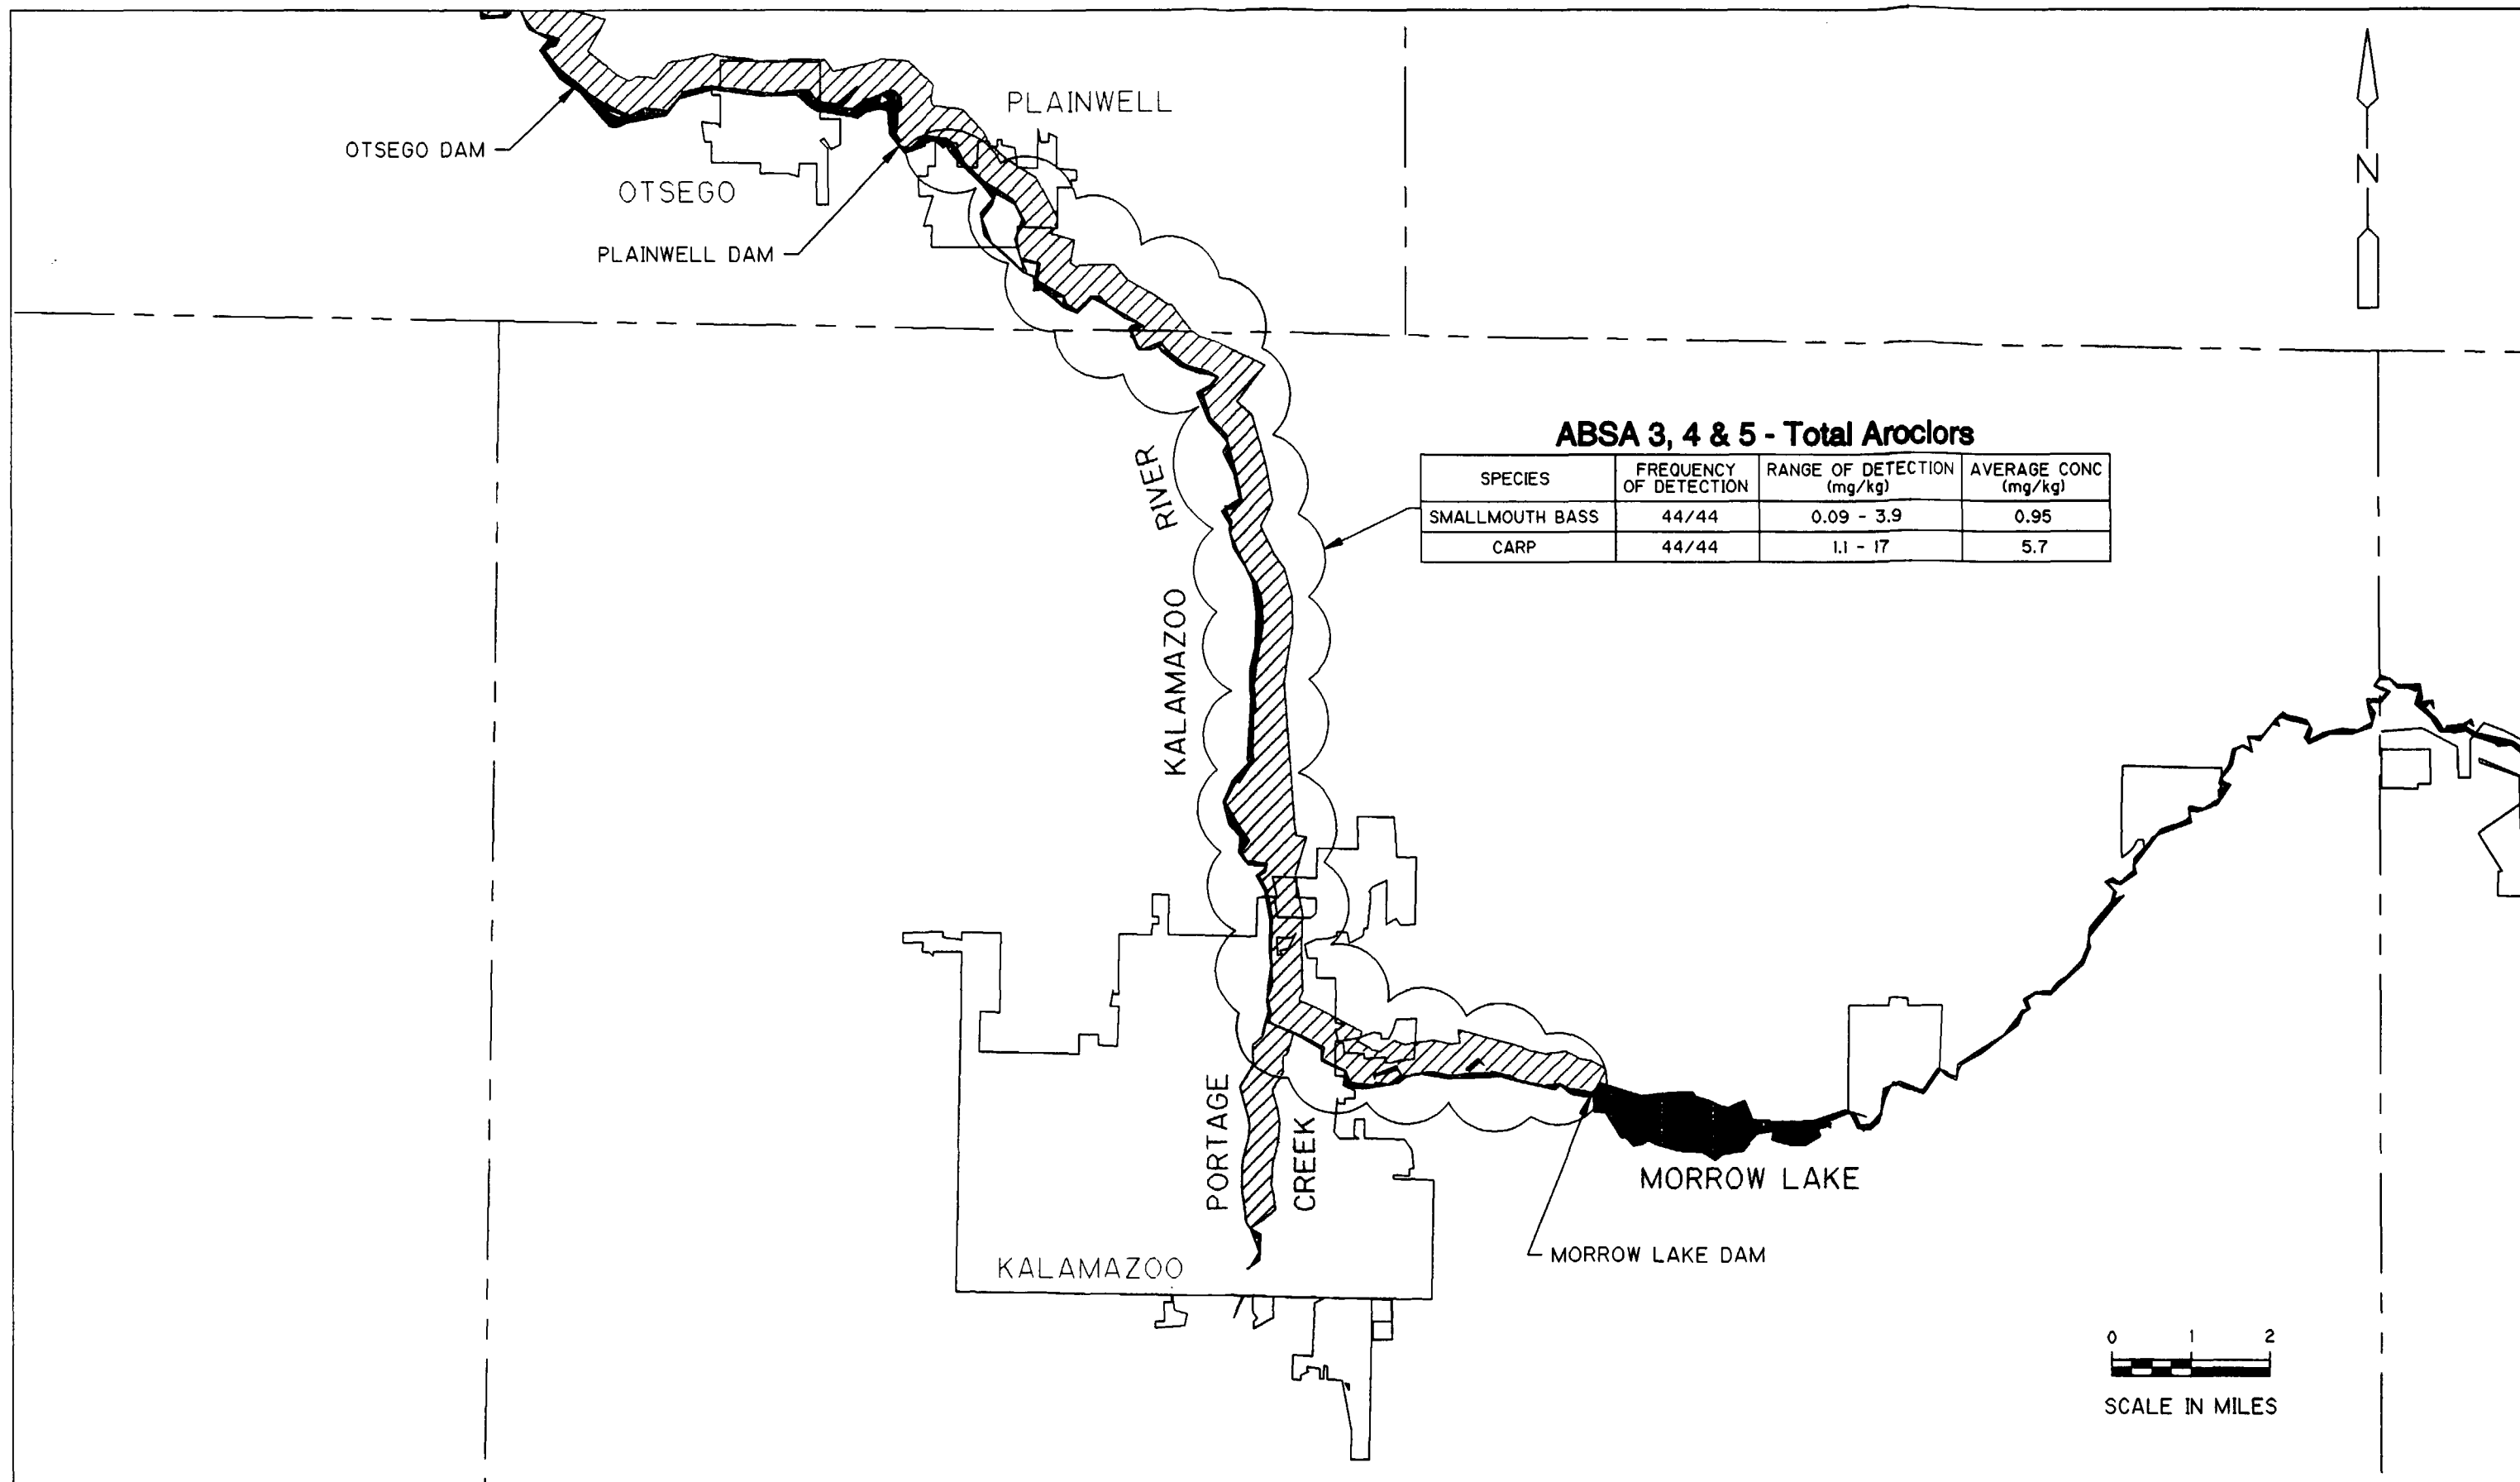 PLAINWELL
OTSEGO DAM
OTSEGO
N
PLAINWELL DAM
ABSA 3, 4 & 5 - Total Aroclors
SPECIES
FREQUENCY
OF DETECTION
RANGE OF DETECTION
(mg/kg)
AVERAGE CONC
(mg/kg)
SMALLMOUTH BASS 44/44 0.09 - 3.9 0.95
CARP 44/44 1.1 - 17 5.7
KALAMAZOO RIVER
PORTAGE CREEK
MORROW LAKE
MORROW LAKE DAM
KALAMAZOO
0 1 2
SCALE IN MILES